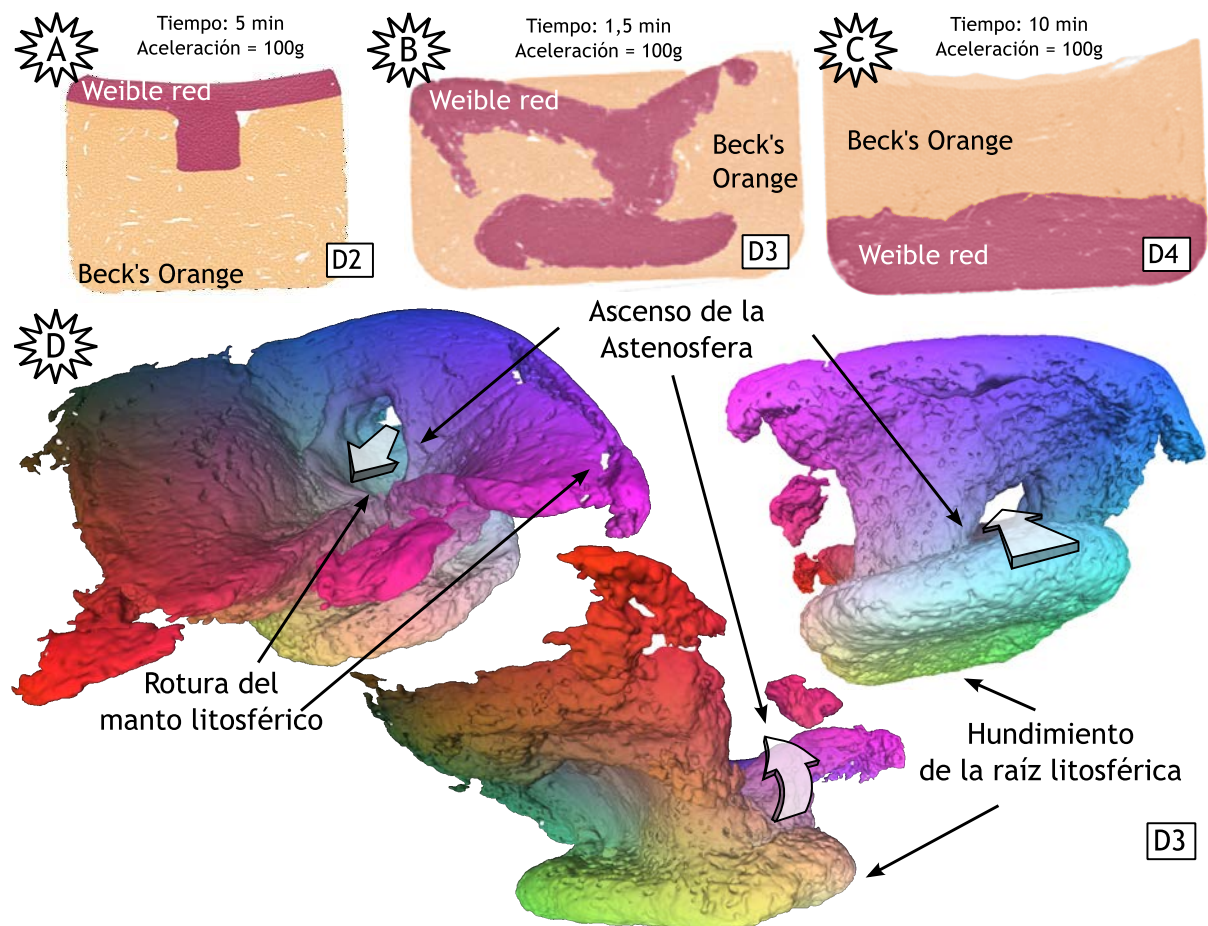 A
Tiempo: 5 min
Aceleración = 100g
Weible red
Beck's Orange
D2
B
Tiempo: 1,5 min
Aceleración = 100g
Weible red
Beck's
Orange
D3
C
Tiempo: 10 min
Aceleración = 100g
Beck's Orange
Weible red
D4
D
Ascenso de la
Astenosfera
Rotura del
manto litosférico
Hundimiento
de la raíz litosférica
D3